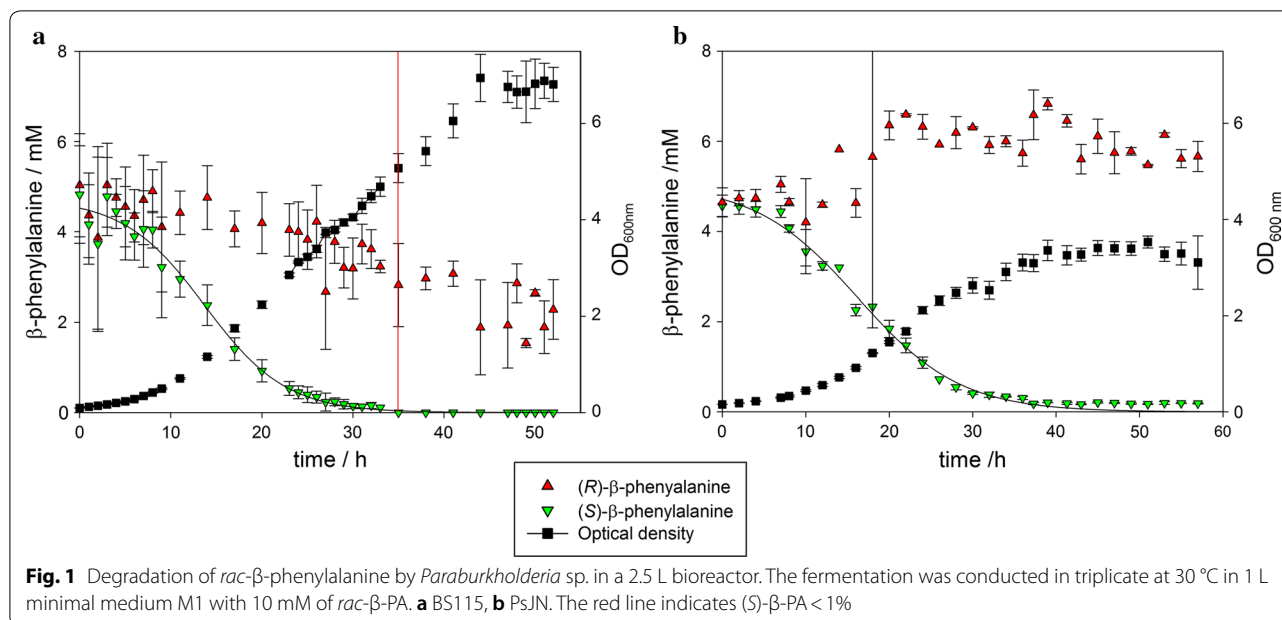 a
b
8
6
4
2
0
β-phenylalanine / mM
6
4
2
0
OD600nm
0 10 20 30 40 50
time / h
8
6
4
2
0
β-phenylalanine /mM
6
4
2
0
OD600nm
0 10 20 30 40 50 60
time /h
(R)-β-phenyalanine
(S)-β-phenylalanine
Optical density
Fig. 1 Degradation of rac-β-phenylalanine by Paraburkholderia sp. in a 2.5 L bioreactor. The fermentation was conducted in triplicate at 30 °C in 1 L
minimal medium M1 with 10 mM of rac-β-PA. a BS115, b PsJN. The red line indicates (S)-β-PA < 1%